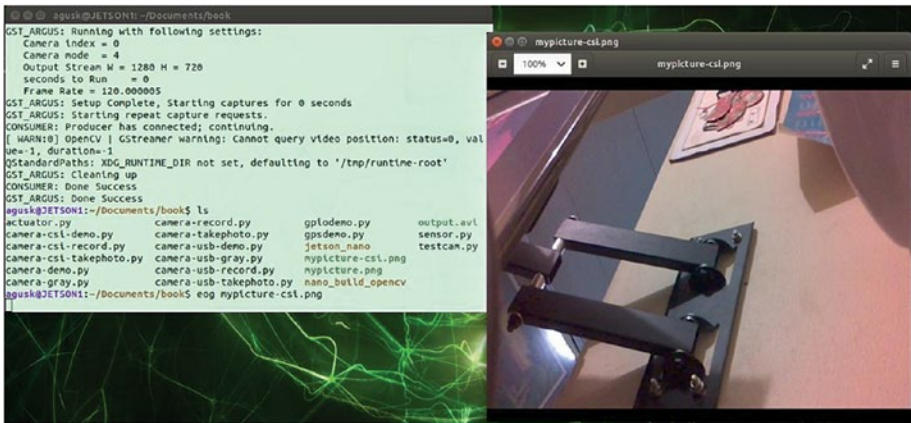 agusk@JETSON1: ~/Documents/book
GST_ARGUS: Running with following settings:
Camera index = 0
Camera mode = 4
Output Stream W = 1280 H = 720
seconds to Run = 0
Frame Rate = 120.000005
GST_ARGUS: Setup Complete, Starting captures for 0 seconds
GST_ARGUS: Starting repeat capture requests.
CONSUMER: Producer has connected; continuing.
[ WARN:0] OpenCV | GStreamer warning: Cannot query video position: status=0, val
ue=-1, duration=-1
QStandardPaths: XDG_RUNTIME_DIR not set, defaulting to '/tmp/runtime-root'
GST_ARGUS: Cleaning up
CONSUMER: Done Success
GST_ARGUS: Done Success
agusk@JETSON1:~/Documents/book$ ls
actuator.py camera-record.py gpiodemo.py output.avi
camera-csi-demo.py camera-takephoto.py gpsdemo.py sensor.py
camera-csi-record.py camera-usb-demo.py jetson_nano testcam.py
camera-csi-takephoto.py camera-usb-gray.py mypicture-csi.png
camera-demo.py camera-usb-record.py mypicture.png
camera-gray.py camera-usb-takephoto.py nano_build_opencv
agusk@JETSON1:~/Documents/book$ eog mypicture-csi.png
mypicture-csi.png
100% mypicture-csi.png